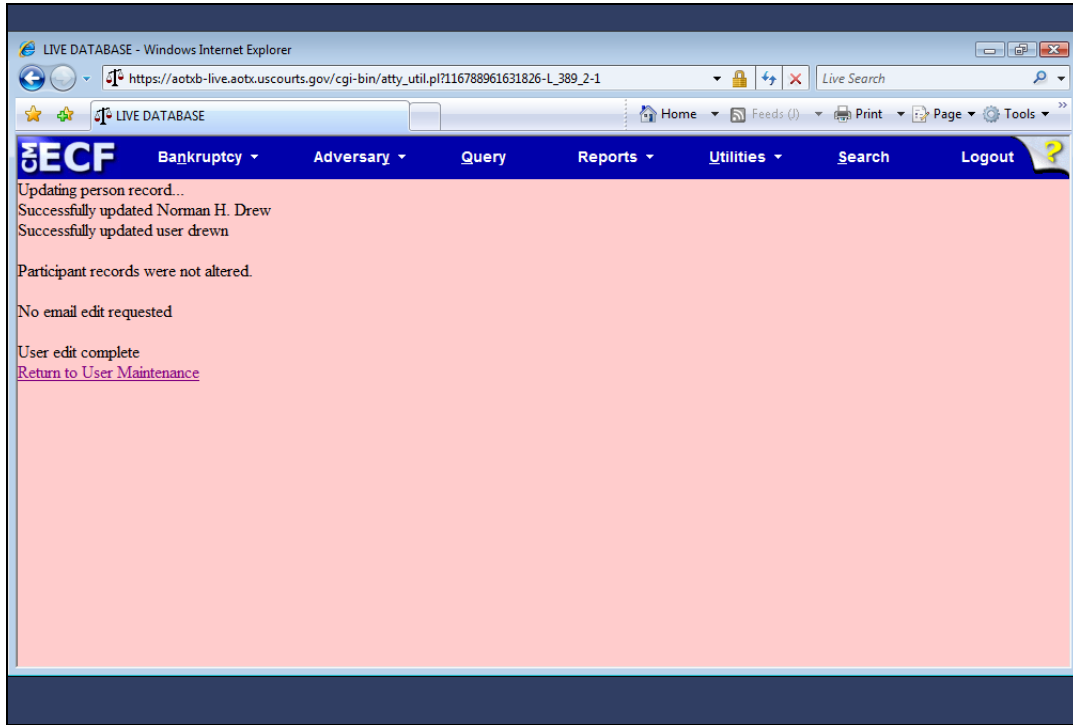 LIVE DATABASE - Windows Internet Explorer
https://aotxb-live.aotx.uscourts.gov/cgi-bin/atty_util.pl?116788961631826-L_389_2-1
Live Search
LIVE DATABASE
Home Feeds (J) Print Page Tools »
CM ECF Bankruptcy Adversary Query Reports Utilities Search Logout ?
Updating person record...
Successfully updated Norman H. Drew
Successfully updated user drewn
Participant records were not altered.
No email edit requested
User edit complete
Return to User Maintenance